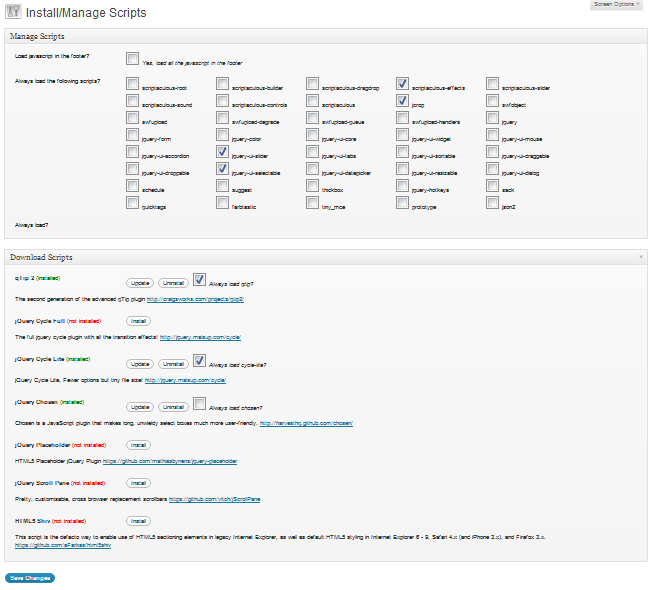 Screen Options
Install/Manage Scripts
Manage Scripts
Load javascript in the footer?
Yes, load all the javascript in the footer
Always load the following scripts?
scriptaculous-root scriptaculous-builder scriptaculous-dragdrop scriptaculous-effects scriptaculous-slider
scriptaculous-sound scriptaculous-controls scriptaculous jcrop swfobject
swfupload swfupload-degrade swfupload-queue swfupload-handlers jquery
jquery-form jquery-color jquery-ui-core jquery-ui-widget jquery-ui-mouse
jquery-ui-accordion jquery-ui-slider jquery-ui-tabs jquery-ui-sortable jquery-ui-draggable
jquery-ui-droppable jquery-ui-selectable jquery-ui-datepicker jquery-ui-resizable jquery-ui-dialog
schedule suggest thickbox jquery-hotkeys sack
quicktags farbtastic tiny_mce prototype json2
Always load?
Download Scripts
qTip 2 (installed) Update Uninstall Always load qtip?
The second generation of the advanced qTip plugin http://craigsworks.com/projects/qtip2/
jQuery Cycle Full (not installed) Install
The full jquery cycle plugin with all the transition effects! http://jquery.malsup.com/cycle/
jQuery Cycle Lite (installed) Update Uninstall Always load cycle-lite?
jQuery Cycle Lite, Fewer options but tiny file size! http://jquery.malsup.com/cycle/
jQuery Chosen (installed) Update Uninstall Always load chosen?
Chosen is a JavaScript plugin that makes long, unwieldy select boxes much more user-friendly. http://harvesthq.github.com/chosen/
jQuery Placeholder (not installed) Install
HTML5 Placeholder jQuery Plugin https://github.com/mathiasbynens/jquery-placeholder
jQuery Scroll Pane (not installed) Install
Pretty, customisable, cross browser replacement scrollbars https://github.com/vitch/jScrollPane
HTML5 Shiv (not installed) Install
This script is the defacto way to enable use of HTML5 sectioning elements in legacy Internet Explorer, as well as default HTML5 styling in Internet Explorer 6 - 9, Safari 4.x (and iPhone 3.x), and Firefox 3.x.
https://github.com/aFarkas/html5shiv
Save Changes